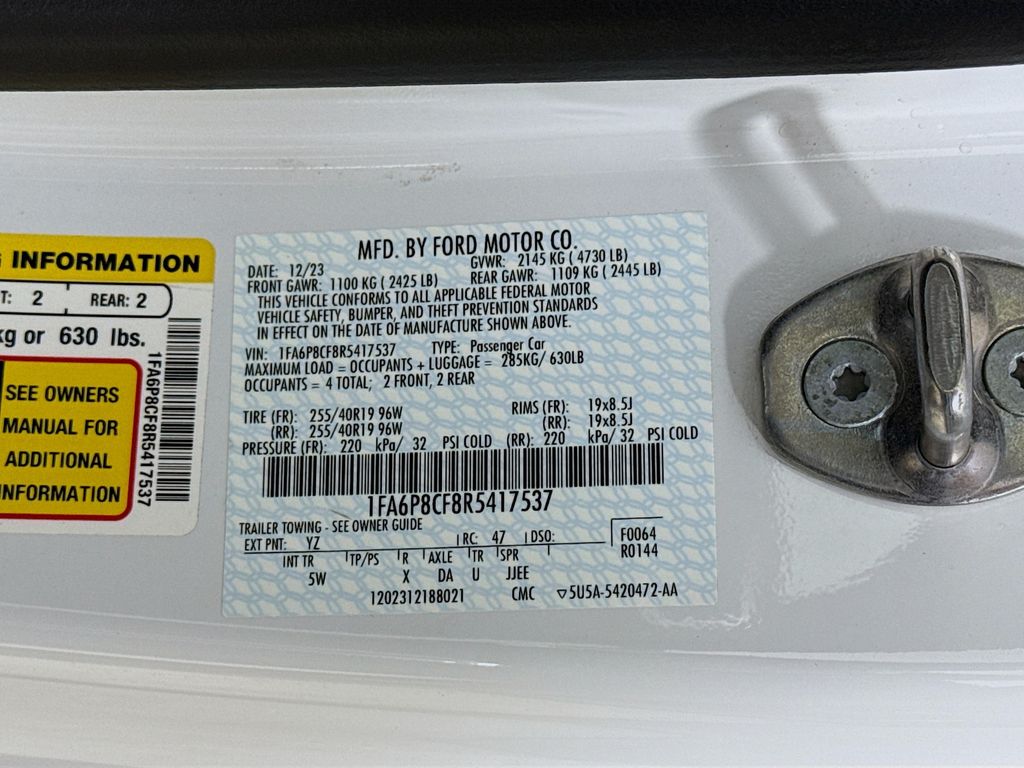 INFORMATION
2
REAR: 2
kg or 630 lbs.
SEE OWNERS
MANUAL FOR
ADDITIONAL
INFORMATION
1FA6P8CF8R5417537
MFD. BY FORD MOTOR CO.
DATE: 12/23 GVWR: 2145 KG ( 4730 LB)
FRONT GAWR: 1100 KG ( 2425 LB) REAR GAWR: 1109 KG ( 2445 LB)
THIS VEHICLE CONFORMS TO ALL APPLICABLE FEDERAL MOTOR
VEHICLE SAFETY, BUMPER, AND THEFT PREVENTION STANDARDS
IN EFFECT ON THE DATE OF MANUFACTURE SHOWN ABOVE.
VIN: 1FA6P8CF8R5417537 TYPE: Passenger Car
MAXIMUM LOAD = OCCUPANTS + LUGGAGE = 285KG/ 630LB
OCCUPANTS = 4 TOTAL; 2 FRONT, 2 REAR
TIRE (FR): 255/40R19 96W RIMS (FR): 19x8.5J
(RR): 255/40R19 96W (RR): 19x8.5J
PRESSURE (FR): 220 kPa/ 32 PSI COLD (RR): 220 kPa/ 32 PSI COLD
1FA6P8CF8R5417537
TRAILER TOWING - SEE OWNER GUIDE
EXT PNT: YZ RC: 47 DSO: F0064
R0144
INT TR TP/PS R AXLE TR SPR
5W X DA U JJEE
1202312188021 CMC ▽5U5A-5420472-AA